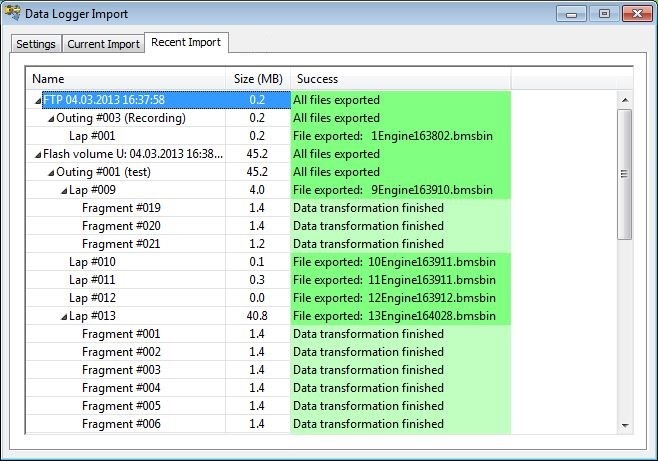 Data Logger Import
Settings Current Import Recent Import
Name Size (MB) Success
FTP 04.03.2013 16:37:58 0.2 All files exported
Outing #003 (Recording) 0.2 All files exported
Lap #001 0.2 File exported: 1Engine163802.bmsbin
Flash volume U: 04.03.2013 16:38... 45.2 All files exported
Outing #001 (test) 45.2 All files exported
Lap #009 4.0 File exported: 9Engine163910.bmsbin
Fragment #019 1.4 Data transformation finished
Fragment #020 1.4 Data transformation finished
Fragment #021 1.2 Data transformation finished
Lap #010 0.1 File exported: 10Engine163911.bmsbin
Lap #011 0.3 File exported: 11Engine163911.bmsbin
Lap #012 0.0 File exported: 12Engine163912.bmsbin
Lap #013 40.8 File exported: 13Engine164028.bmsbin
Fragment #001 1.4 Data transformation finished
Fragment #002 1.4 Data transformation finished
Fragment #003 1.4 Data transformation finished
Fragment #004 1.4 Data transformation finished
Fragment #005 1.4 Data transformation finished
Fragment #006 1.4 Data transformation finished